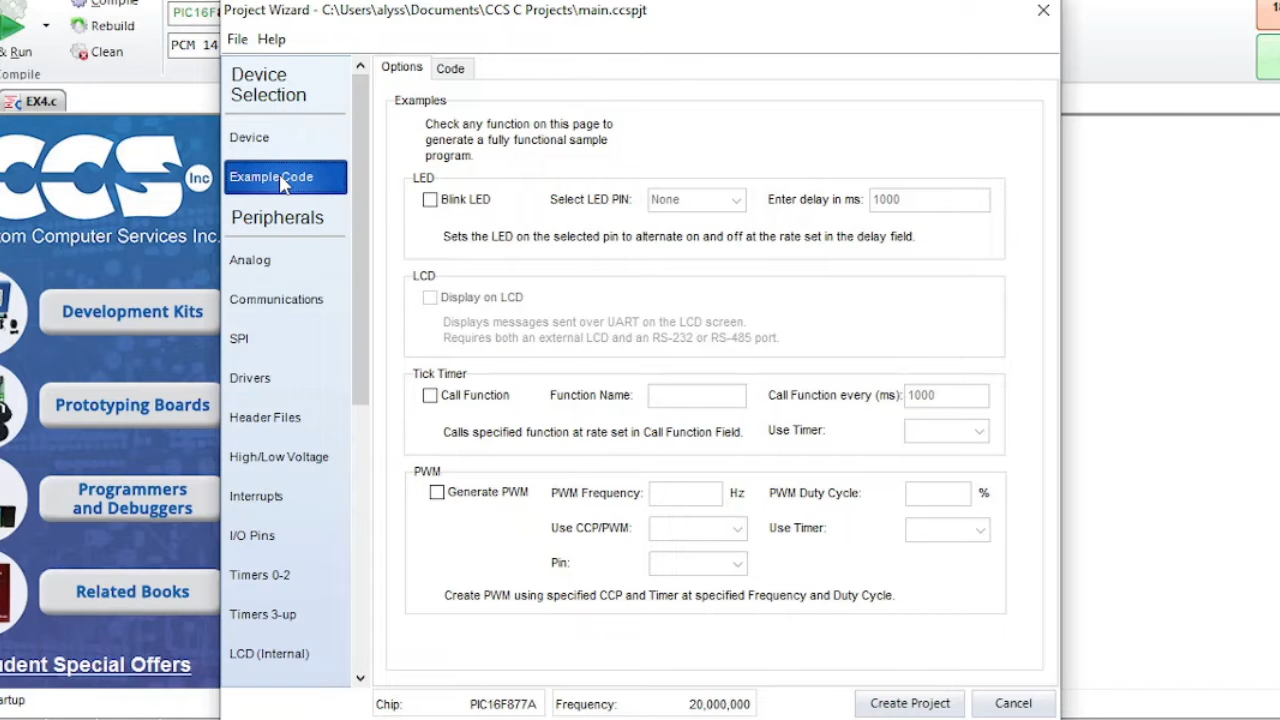 Project Wizard - C:\Users\alyss\Documents\CCS C Projects\main.ccspjt
File Help
Rebuild
& Run
Clean
PCM 14
EX4.c
Inc
tom Computer Services Inc.
Development Kits
Prototyping Boards
Programmers
and Debuggers
Related Books
dent Special Offers
artup
Device
Selection
Device
Example Code
Peripherals
Analog
Communications
SPI
Drivers
Header Files
High/Low Voltage
Interrupts
I/O Pins
Timers 0-2
Timers 3-up
LCD (Internal)
Options Code
Examples
Check any function on this page to
generate a fully functional sample
program.
LED
Blink LED Select LED PIN: None Enter delay in ms: 1000
Sets the LED on the selected pin to alternate on and off at the rate set in the delay field.
LCD
Display on LCD
Displays messages sent over UART on the LCD screen.
Requires both an external LCD and an RS-232 or RS-485 port.
Tick Timer
Call Function Function Name: Call Function every (ms): 1000
Calls specified function at rate set in Call Function Field. Use Timer:
PWM
Generate PWM PWM Frequency: Hz PWM Duty Cycle: %
Use CCP/PWM: Use Timer:
Pin:
Create PWM using specified CCP and Timer at specified Frequency and Duty Cycle.
Chip: PIC16F877A Frequency: 20,000,000 Create Project Cancel